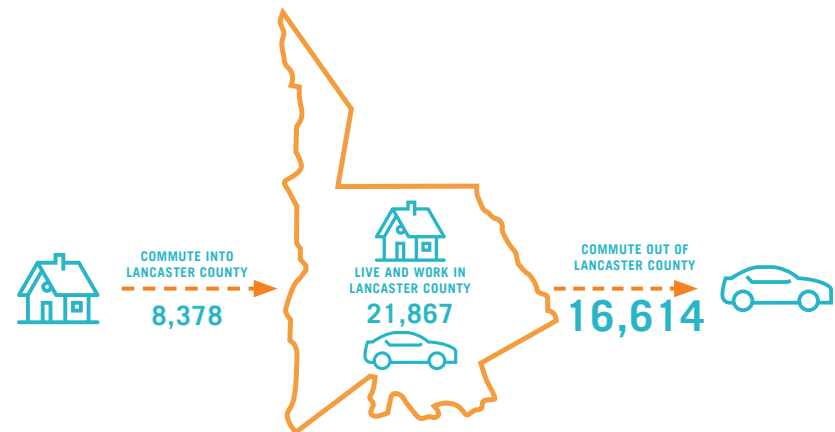 COMMUTE INTO
LANCASTER COUNTY
8,378
LIVE AND WORK IN
LANCASTER COUNTY
21,867
COMMUTE OUT OF
LANCASTER COUNTY
16,614